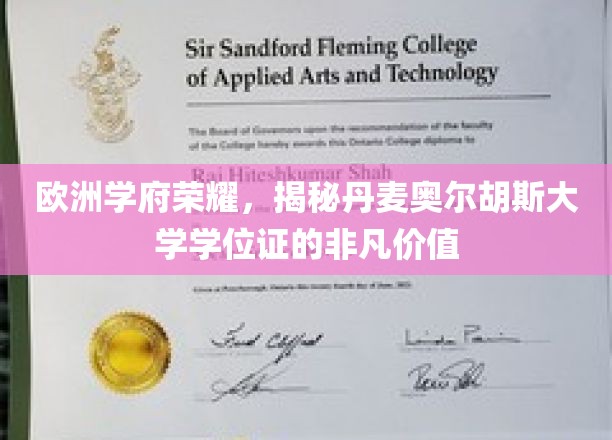 Sir Sandford Fleming College
of Applied Arts and Technology
The Board of Governors upon the recommendation of the faculty
of the College hereby awards this Ontario College diploma to
Raj Hiteshkumar Shah
欧洲学府荣耀，揭秘丹麦奥尔胡斯大
学学位证的非凡价值